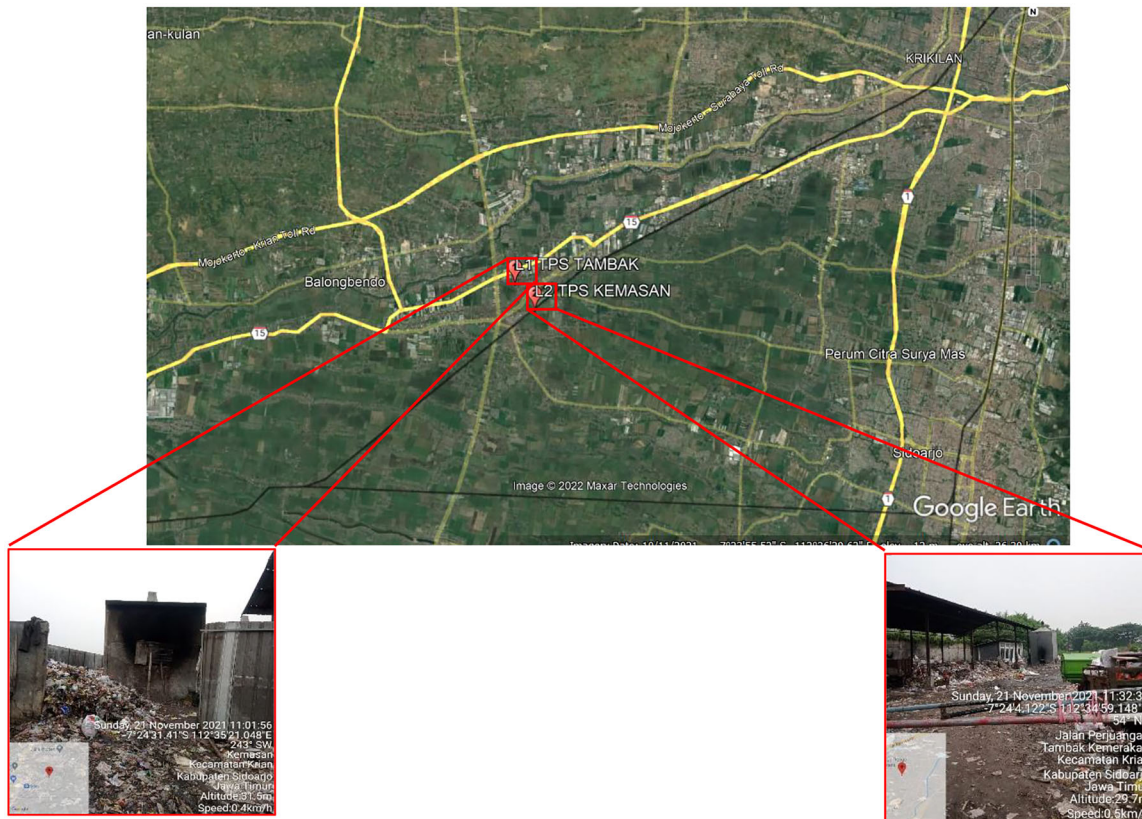 an-kulan
N
KRIKILAN
Mojokerto - Surabaya Toll Rd
1
15
Mojokerto - Krian Toll Rd
L1 TPS TAMBAK
Balongbendo
L2 TPS KEMASAN
15
Perum Citra Surya Mas
Sidoarjo
Image © 2022 Maxar Technologies
1
Google Earth
Sunday, 21 November 2021 11:01:56
-7°24'31.41"S 112°35'21.048"E
243° SW
Kemasan
Kecamatan Krian
Kabupaten Sidoarjo
Jawa Timur
Altitude:31.5m
Speed:0.4km/h
Sunday, 21 November 2021 11:32:3
-7°24'4.122"S 112°34'59.148"
54° N
Jalan Perjuanga
Tambak Kemeraka
Kecamatan Kria
Kabupaten Sidoar
Jawa Timu
Altitude:29.7
Speed:0.5km/